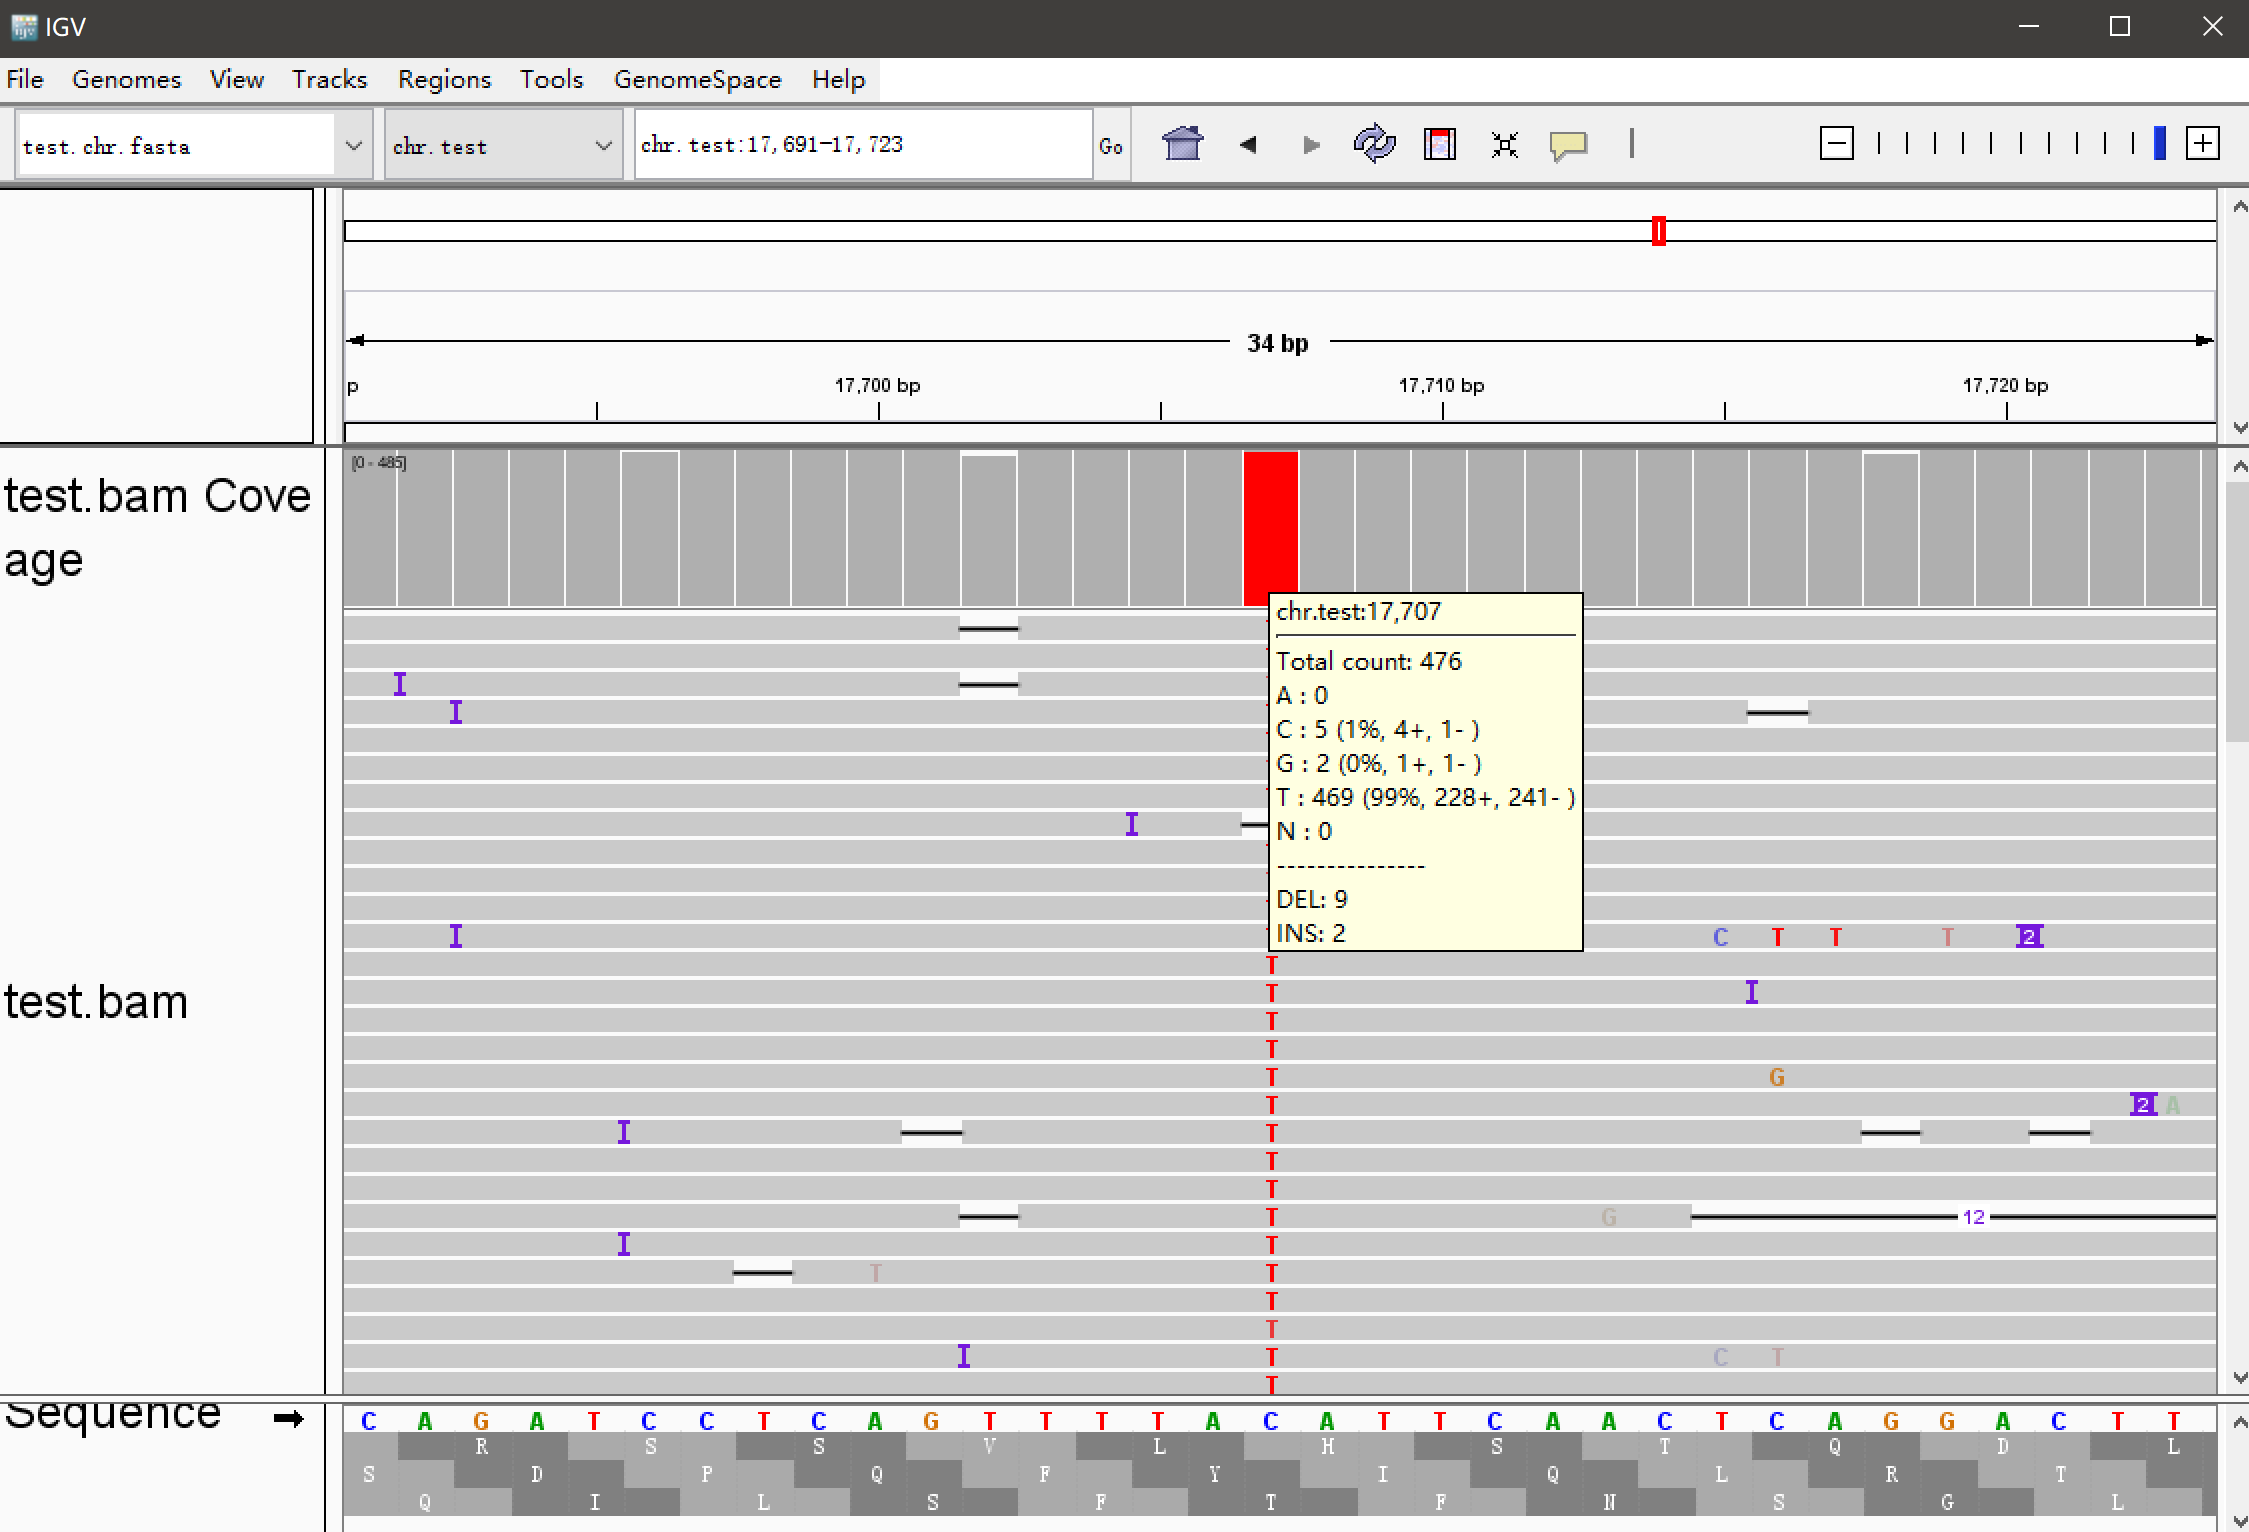 IGV
File Genomes View Tracks Regions Tools GenomeSpace Help
test.chr.fasta chr.test chr.test:17,691-17,723 Go
34 bp
p 17,700 bp 17,710 bp 17,720 bp
[0 - 485]
test.bam Cove
age
chr.test:17,707
Total count: 476
A : 0
C : 5 (1%, 4+, 1- )
G : 2 (0%, 1+, 1- )
T : 469 (99%, 228+, 241- )
N : 0
---------------
DEL: 9
INS: 2
I
I
I
I C T T T 2
T
test.bam
T I
T
T
T G
T 2 A
I T
T
T
T G 12
I T
T T
T
T
I T C T
T
Sequence C A G A T C C T C A G T T T T A C A T T C A A C T C A G G A C T T
R S S V L H S T Q D L
S D P Q F Y I Q L R T
Q I L S F T F N S G L